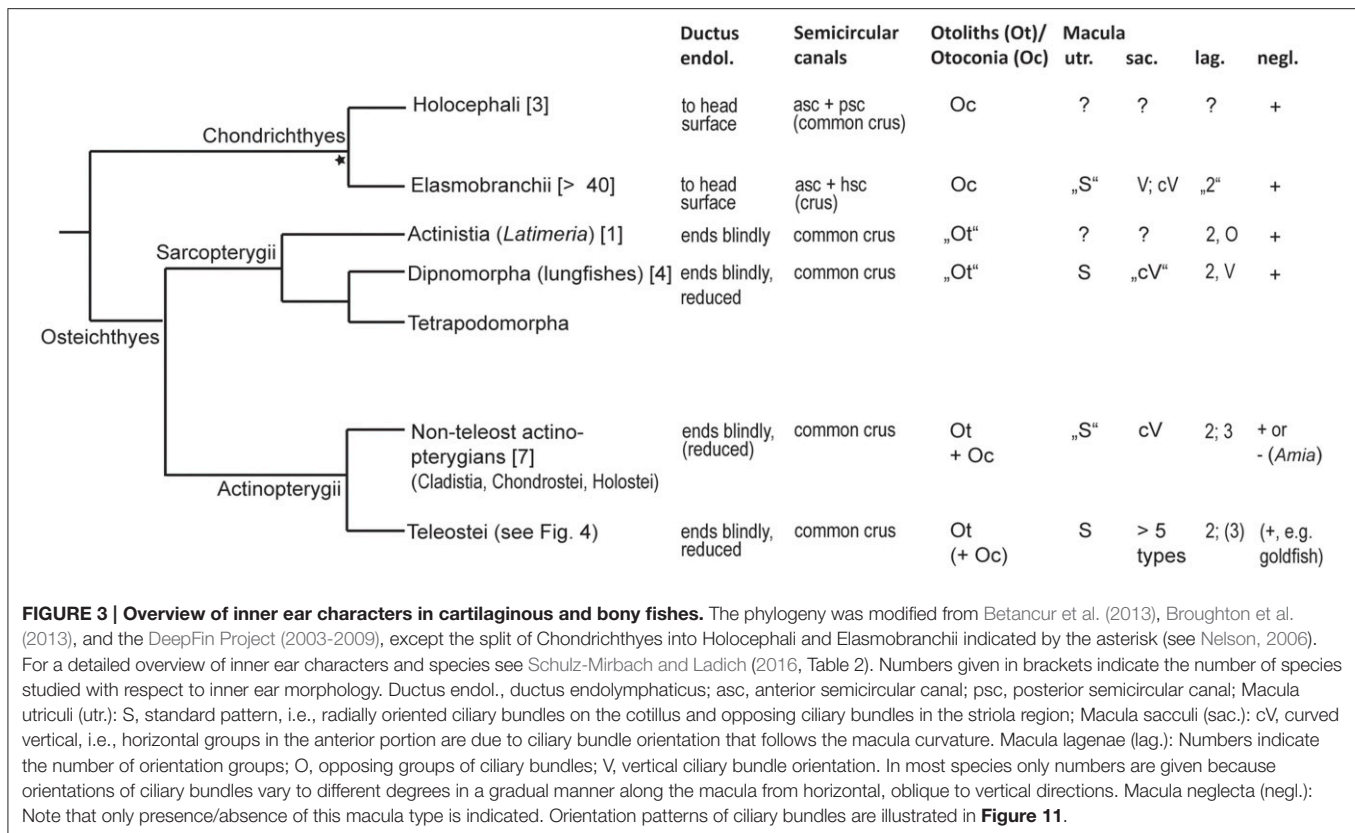 Ductus Semicircular Otoliths (Ot)/ Macula
endol. canals Otoconia (Oc) utr. sac. lag. negl.
Holocephali [3] to head asc + psc Oc ? ? ? +
surface (common crus)
Chondrichthyes
Elasmobranchii [> 40] to head asc + hsc Oc „S“ V; cV „2“ +
surface (crus)
Actinistia (Latimeria) [1] ends blindly common crus „Ot“ ? ? 2, O +
Sarcopterygii
Dipnomorpha (lungfishes) [4] ends blindly, common crus „Ot“ S „cV“ 2, V +
reduced
Tetrapodomorpha
Osteichthyes
Non-teleost actino- ends blindly, common crus Ot „S“ cV 2; 3 + or
pterygians [7] (reduced) + Oc - (Amia)
(Cladistia, Chondrostei, Holostei)
Actinopterygii
Teleostei (see Fig. 4) ends blindly, common crus Ot S > 5 2; (3) (+, e.g.
reduced (+ Oc) types goldfish)
FIGURE 3 | Overview of inner ear characters in cartilaginous and bony fishes. The phylogeny was modified from Betancur et al. (2013), Broughton et al.
(2013), and the DeepFin Project (2003-2009), except the split of Chondrichthyes into Holocephali and Elasmobranchii indicated by the asterisk (see Nelson, 2006).
For a detailed overview of inner ear characters and species see Schulz-Mirbach and Ladich (2016, Table 2). Numbers given in brackets indicate the number of species
studied with respect to inner ear morphology. Ductus endol., ductus endolymphaticus; asc, anterior semicircular canal; psc, posterior semicircular canal; Macula
utriculi (utr.): S, standard pattern, i.e., radially oriented ciliary bundles on the cotillus and opposing ciliary bundles in the striola region; Macula sacculi (sac.): cV, curved
vertical, i.e., horizontal groups in the anterior portion are due to ciliary bundle orientation that follows the macula curvature. Macula lagenae (lag.): Numbers indicate
the number of orientation groups; O, opposing groups of ciliary bundles; V, vertical ciliary bundle orientation. In most species only numbers are given because
orientations of ciliary bundles vary to different degrees in a gradual manner along the macula from horizontal, oblique to vertical directions. Macula neglecta (negl.):
Note that only presence/absence of this macula type is indicated. Orientation patterns of ciliary bundles are illustrated in Figure 11.